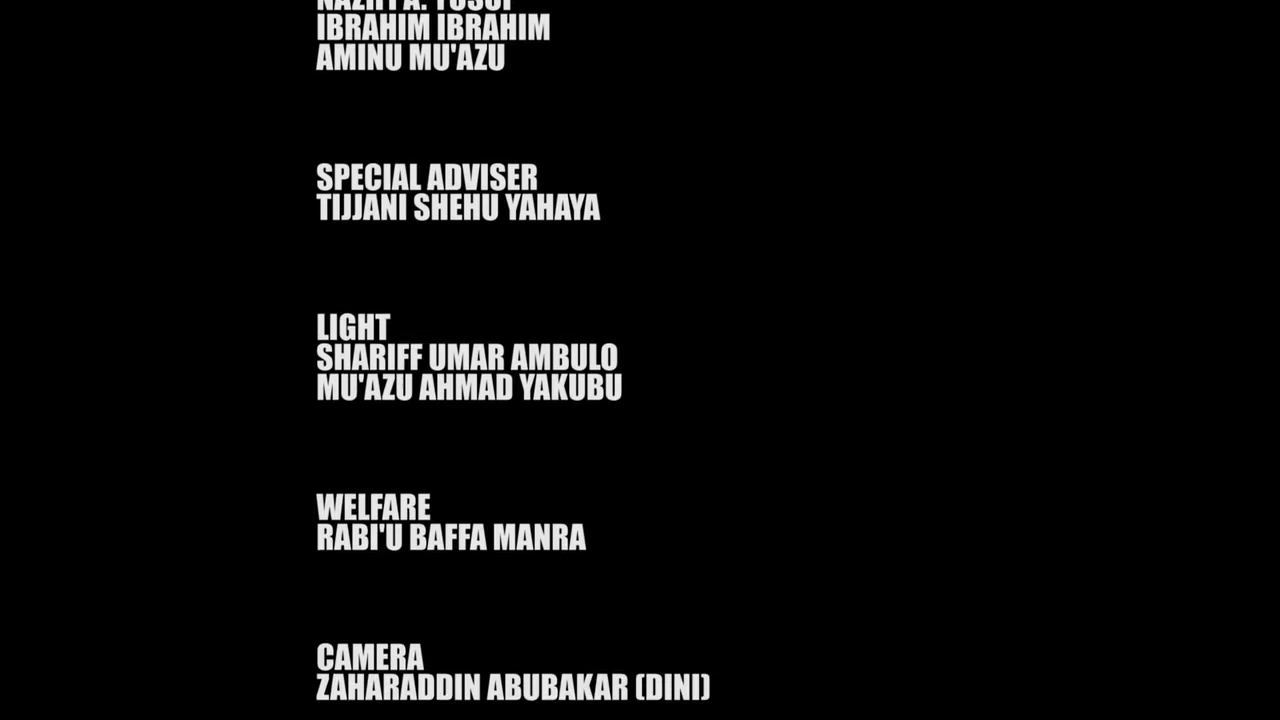 IBRAHIM IBRAHIM
AMINU MU'AZU
SPECIAL ADVISER
TIJJANI SHEHU YAHAYA
LIGHT
SHARIFF UMAR AMBULO
MU'AZU AHMAD YAKUBU
WELFARE
RABI'U BAFFA MANRA
CAMERA
ZAHARADDIN ABUBAKAR (DINI)